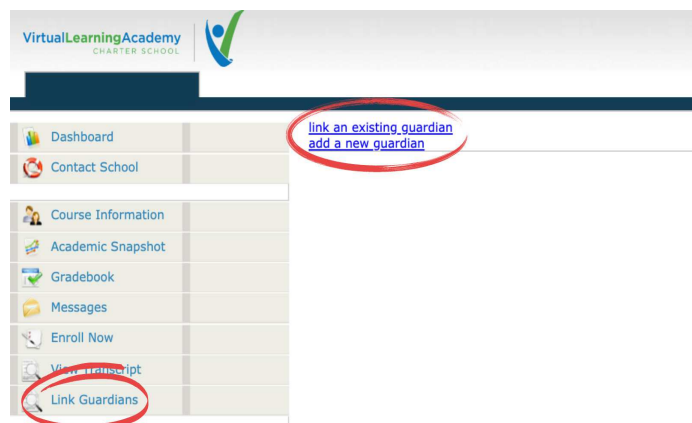 VirtualLearningAcademy
CHARTER SCHOOL
link an existing guardian
add a new guardian
Dashboard
Contact School
Course Information
Academic Snapshot
Gradebook
Messages
Enroll Now
View Transcript
Link Guardians